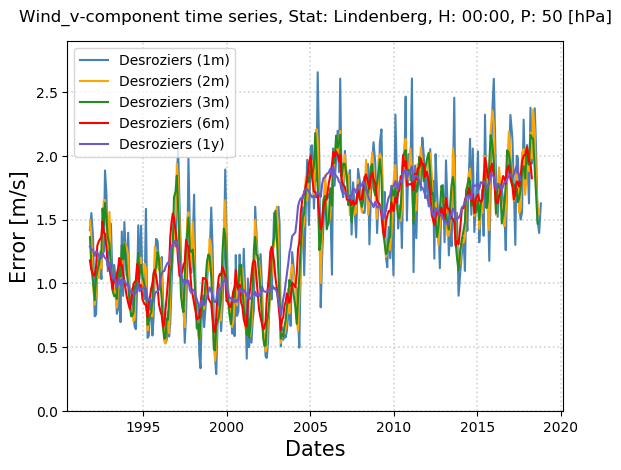 Wind_v-component time series, Stat: Lindenberg, H: 00:00, P: 50 [hPa]
Desroziers (1m)
Desroziers (2m)
Desroziers (3m)
Desroziers (6m)
Desroziers (1y)
Error [m/s]
2.5
2.0
1.5
1.0
0.5
0.0
1995 2000 2005 2010 2015 2020
Dates